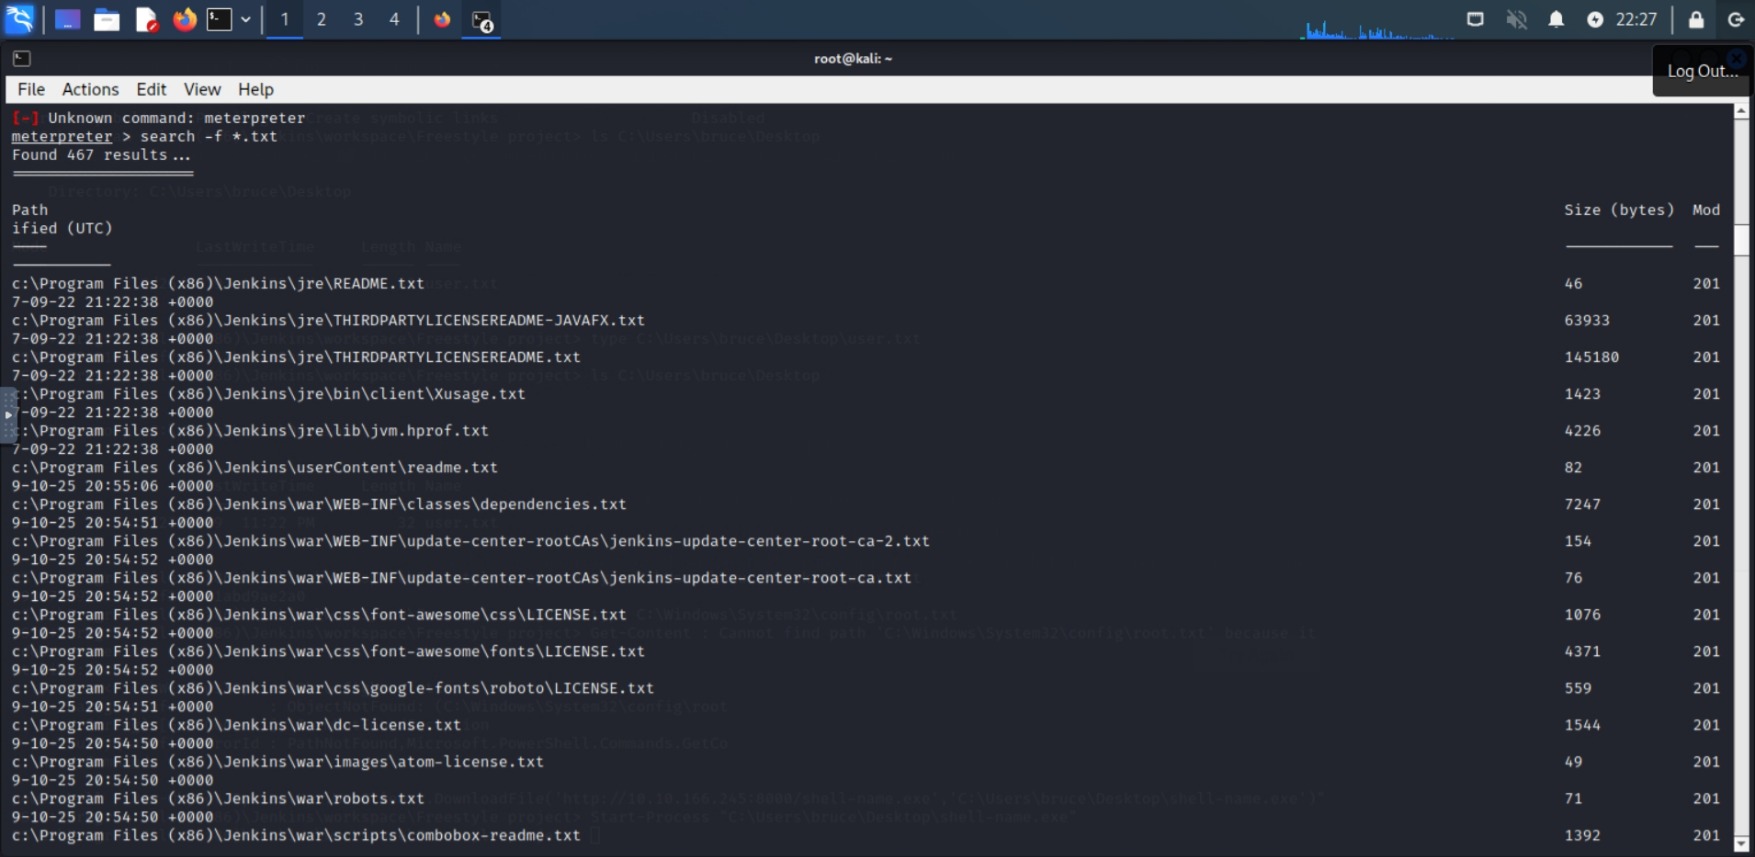 1 2 3 4 4 22:27
root@kali: ~
Log Out...
File Actions Edit View Help
[-] Unknown command: meterpreter
meterpreter > search -f *.txt
Found 467 results...
Path Size (bytes) Mod
ified (UTC)
c:\Program Files (x86)\Jenkins\jre\README.txt 46 201
7-09-22 21:22:38 +0000
c:\Program Files (x86)\Jenkins\jre\THIRDPARTYLICENSEREADME-JAVAFX.txt 63933 201
7-09-22 21:22:38 +0000
c:\Program Files (x86)\Jenkins\jre\THIRDPARTYLICENSEREADME.txt 145180 201
7-09-22 21:22:38 +0000
c:\Program Files (x86)\Jenkins\jre\bin\client\Xusage.txt 1423 201
7-09-22 21:22:38 +0000
c:\Program Files (x86)\Jenkins\jre\lib\jvm.hprof.txt 4226 201
7-09-22 21:22:38 +0000
c:\Program Files (x86)\Jenkins\userContent\readme.txt 82 201
9-10-25 20:55:06 +0000
c:\Program Files (x86)\Jenkins\war\WEB-INF\classes\dependencies.txt 7247 201
9-10-25 20:54:51 +0000
c:\Program Files (x86)\Jenkins\war\WEB-INF\update-center-rootCAs\jenkins-update-center-root-ca-2.txt 154 201
9-10-25 20:54:52 +0000
c:\Program Files (x86)\Jenkins\war\WEB-INF\update-center-rootCAs\jenkins-update-center-root-ca.txt 76 201
9-10-25 20:54:52 +0000
c:\Program Files (x86)\Jenkins\war\css\font-awesome\css\LICENSE.txt 1076 201
9-10-25 20:54:52 +0000
c:\Program Files (x86)\Jenkins\war\css\font-awesome\fonts\LICENSE.txt 4371 201
9-10-25 20:54:52 +0000
c:\Program Files (x86)\Jenkins\war\css\google-fonts\roboto\LICENSE.txt 559 201
9-10-25 20:54:51 +0000
c:\Program Files (x86)\Jenkins\war\dc-license.txt 1544 201
9-10-25 20:54:50 +0000
c:\Program Files (x86)\Jenkins\war\images\atom-license.txt 49 201
9-10-25 20:54:50 +0000
c:\Program Files (x86)\Jenkins\war\robots.txt 71 201
9-10-25 20:54:50 +0000
c:\Program Files (x86)\Jenkins\war\scripts\combobox-readme.txt 1392 201